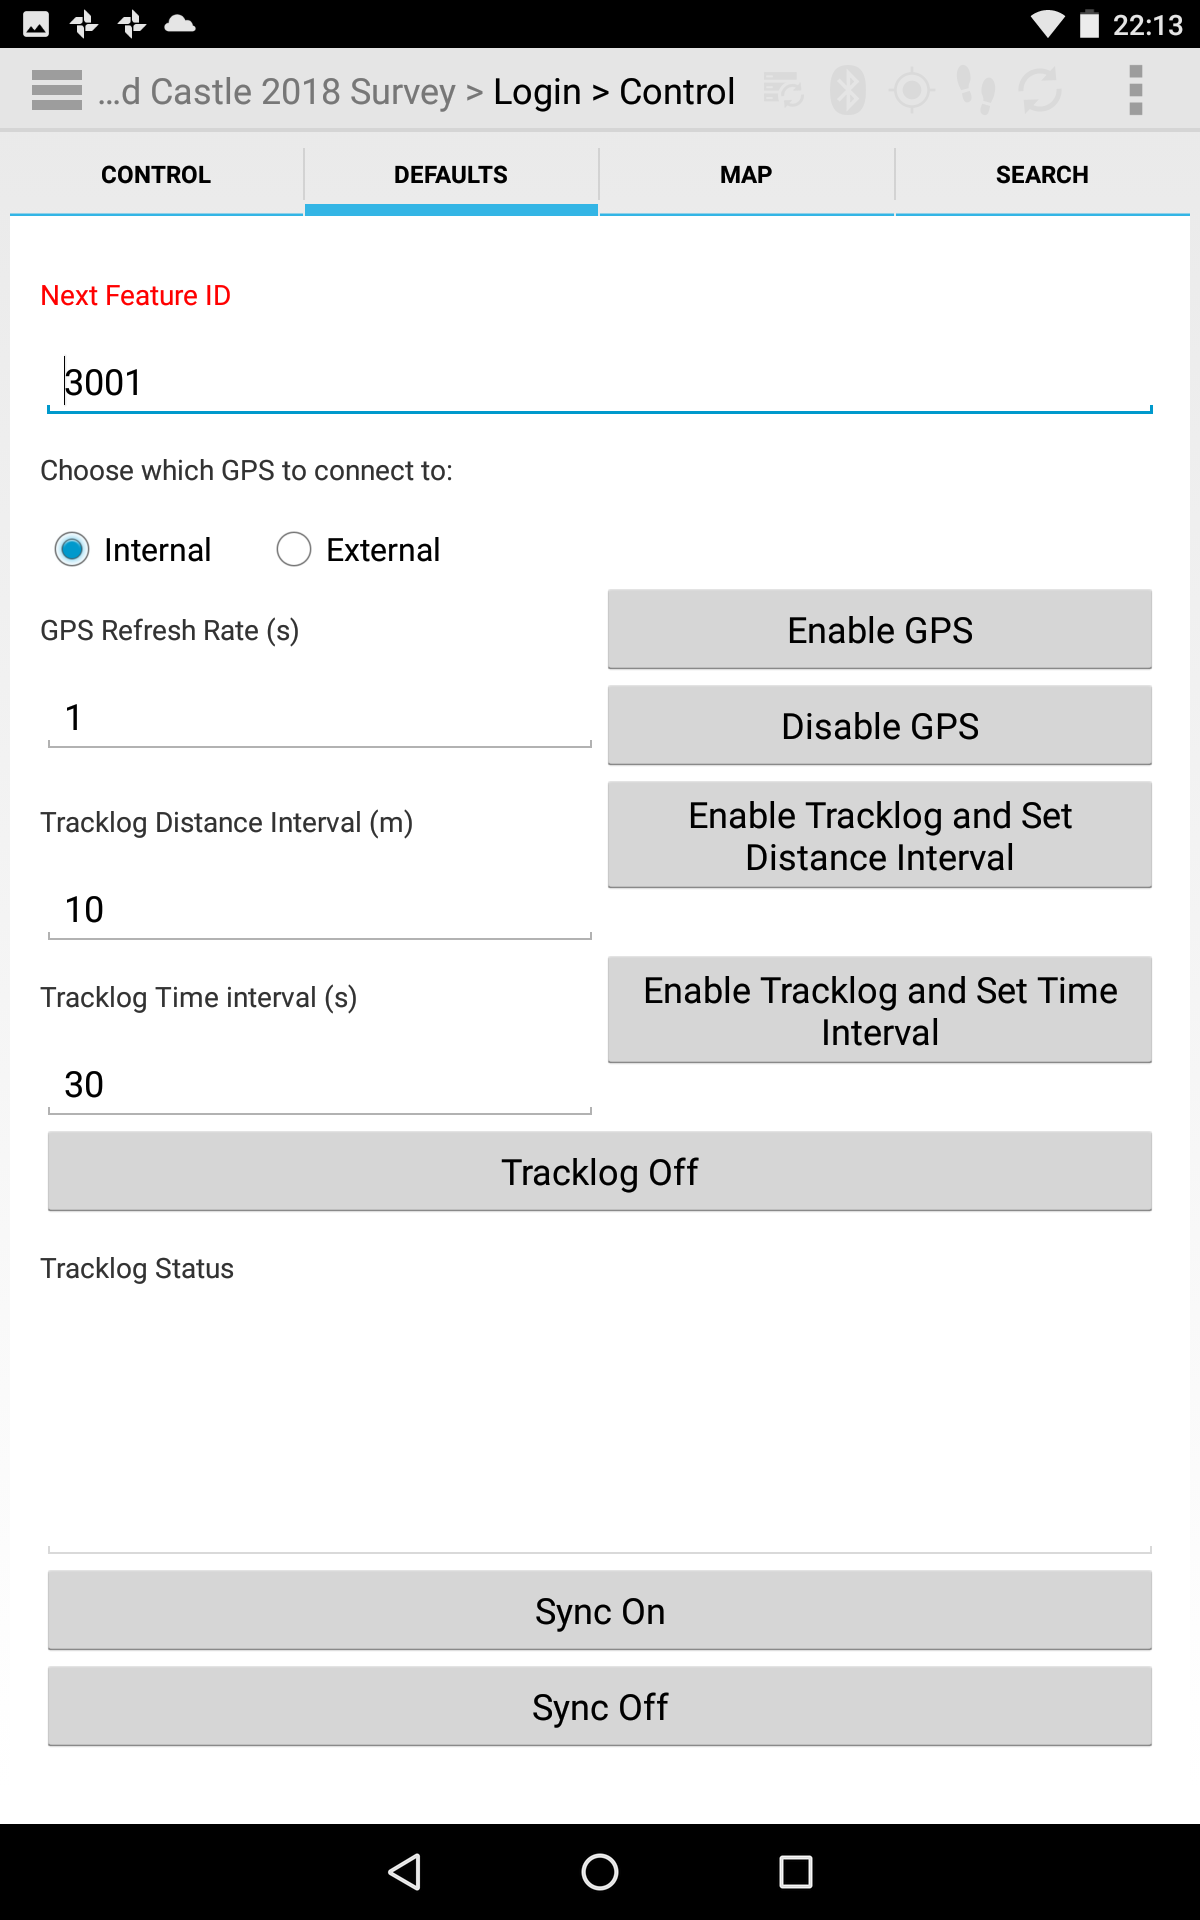 22:13
...d Castle 2018 Survey > Login > Control
CONTROL DEFAULTS MAP SEARCH
Next Feature ID
3001
Choose which GPS to connect to:
Internal External
GPS Refresh Rate (s)
Enable GPS
1
Disable GPS
Tracklog Distance Interval (m)
Enable Tracklog and Set
Distance Interval
10
Tracklog Time interval (s)
Enable Tracklog and Set Time
Interval
30
Tracklog Off
Tracklog Status
Sync On
Sync Off